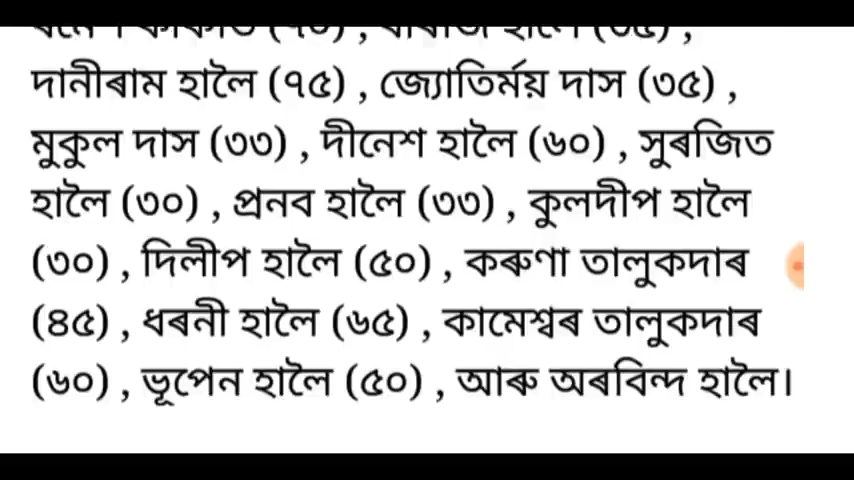 দানীৰাম হালৈ (৭৫) , জ্যোতিৰ্ময় দাস (৩৫) ,
মুকুল দাস (৩৩) , দীনেশ হালৈ (৬০) , সুৰজিত
হালৈ (৩০) , প্ৰনব হালৈ (৩৩) , কুলদীপ হালৈ
(৩০) , দিলীপ হালৈ (৫০) , কৰুণা তালুকদাৰ
(৪৫) , ধৰনী হালৈ (৬৫) , কামেশ্বৰ তালুকদাৰ
(৬০) , ভূপেন হালৈ (৫০) , আৰু অৰবিন্দ হালৈ।